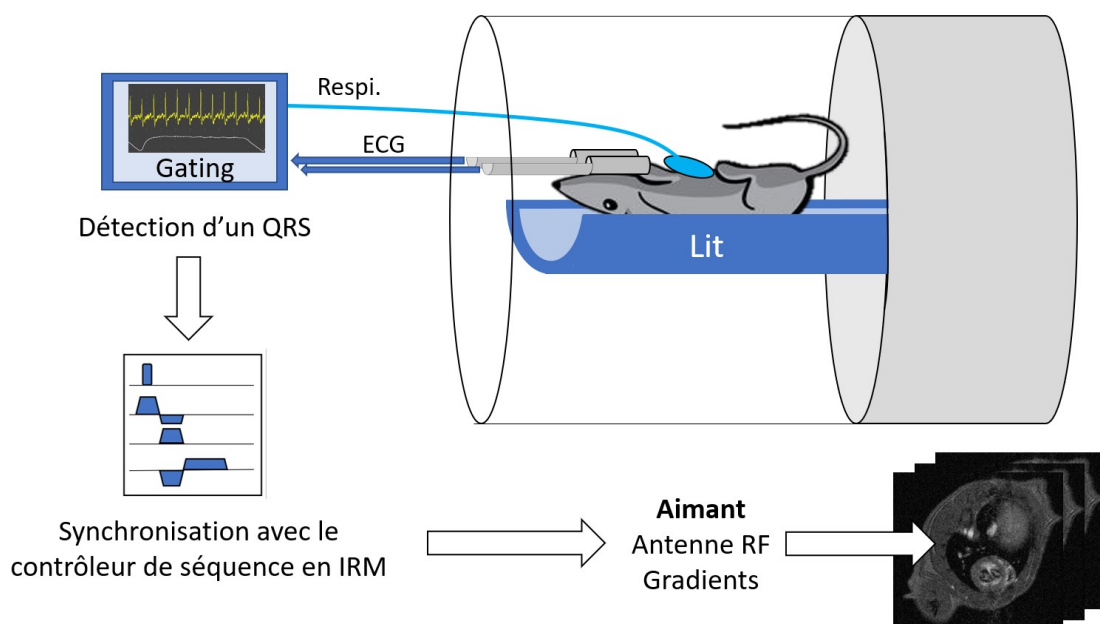 Respi.
ECG
Gating
Détection d’un QRS
Lit
Synchronisation avec le
contrôleur de séquence en IRM
Aimant
Antenne RF
Gradients